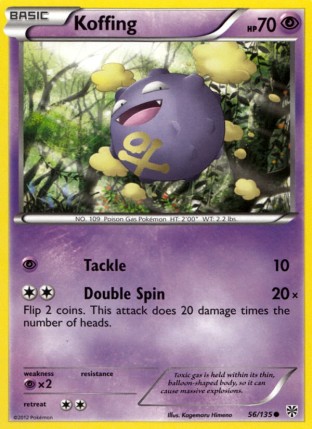 BASIC
Koffing
HP70
NO. 109 Poison Gas Pokémon HT: 2'00" WT: 2.2 lbs.
Tackle 10
Double Spin 20×
Flip 2 coins. This attack does 20 damage times the
number of heads.
weakness resistance
×2
retreat
Toxic gas is held within its thin,
balloon-shaped body, so it can
cause massive explosions.
©2012 Pokémon
Illus. Kagemaru Himeno
56/135